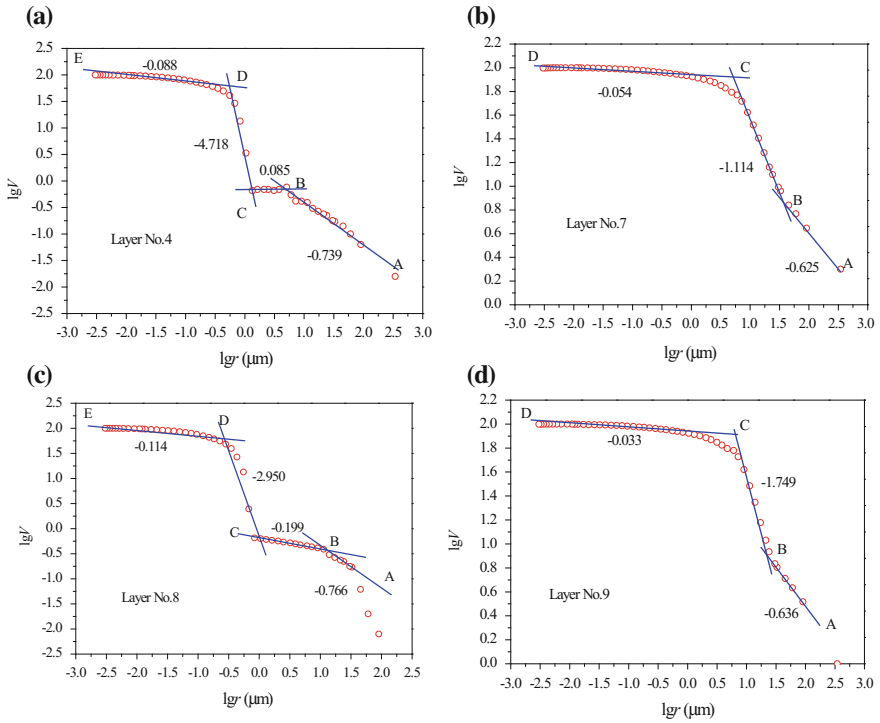 (a)
E
-0.088
D
-4.718
0.085
B
C
-0.739
A
Layer No.4
lgV
2.5
2.0
1.5
1.0
0.5
0.0
-0.5
-1.0
-1.5
-2.0
-2.5
-3.0 -2.5 -2.0 -1.5 -1.0 -0.5 0.0 0.5 1.0 1.5 2.0 2.5 3.0
lgr (μm)
(b)
D
C
-0.054
-1.114
B
-0.625
A
Layer No.7
lgV
2.2
2.0
1.8
1.6
1.4
1.2
1.0
0.8
0.6
0.4
0.2
0.0
-3.0 -2.5 -2.0 -1.5 -1.0 -0.5 0.0 0.5 1.0 1.5 2.0 2.5 3.0
lgr (μm)
(c)
E
D
-0.114
-2.950
C
-0.199
B
A
-0.766
Layer No.8
lgV
2.5
2.0
1.5
1.0
0.5
0.0
-0.5
-1.0
-1.5
-2.0
-2.5
-3.0 -2.5 -2.0 -1.5 -1.0 -0.5 0.0 0.5 1.0 1.5 2.0 2.5 3.0
lgr (μm)
(d)
D
C
-0.033
-1.749
B
-0.636
A
Layer No.9
lgV
2.2
2.0
1.8
1.6
1.4
1.2
1.0
0.8
0.6
0.4
0.2
0.0
-3.0 -2.5 -2.0 -1.5 -1.0 -0.5 0.0 0.5 1.0 1.5 2.0 2.5 3.0
lgr (μm)